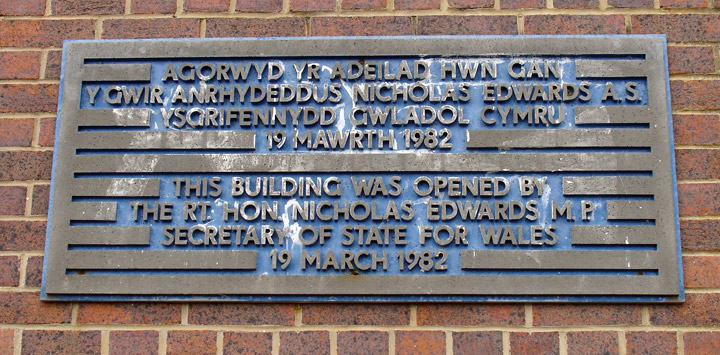 AGORWYD YR ADEILAD HWN GAN
Y GWIR ANRHYDEDDUS NICHOLAS EDWARDS A.S.
YSGRIFENNYDD GWLADOL CYMRU
19 MAWRTH 1982
THIS BUILDING WAS OPENED BY
THE RT. HON. NICHOLAS EDWARDS M.P.
SECRETARY OF STATE FOR WALES
19 MARCH 1982